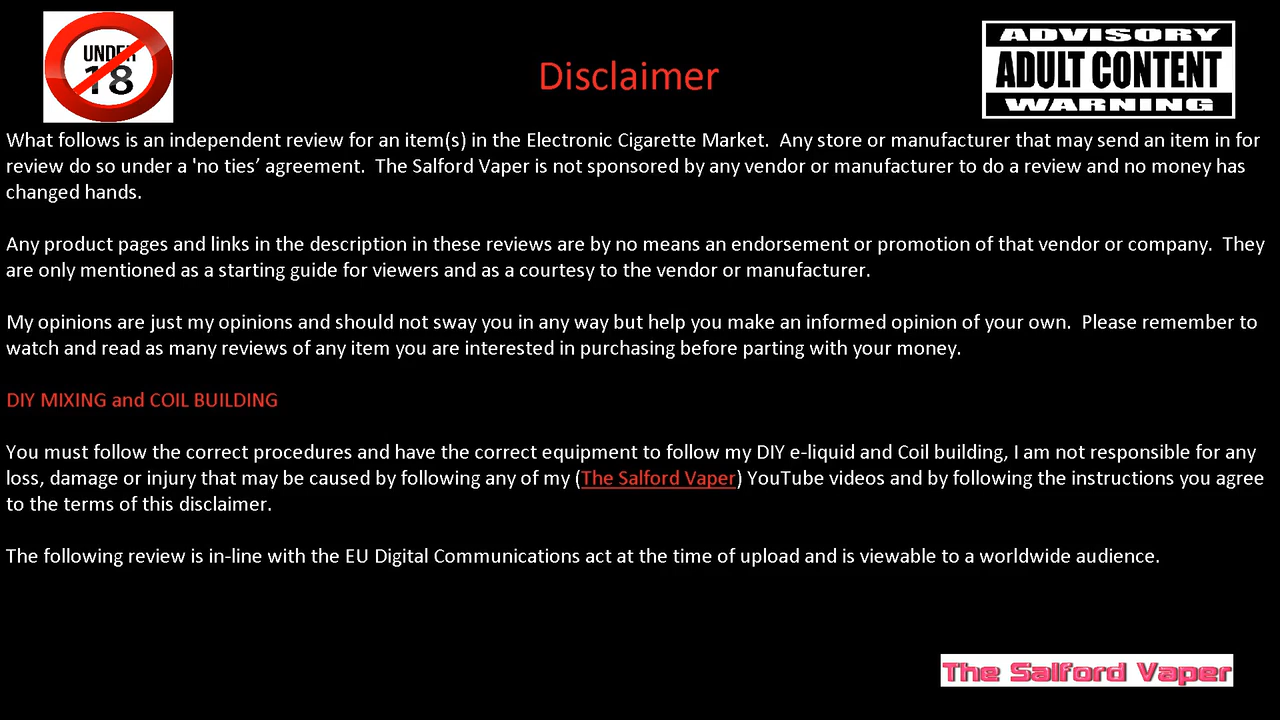 UNDER
18
Disclaimer
ADVISORY
ADULT CONTENT
WARNING
What follows is an independent review for an item(s) in the Electronic Cigarette Market.  Any store or manufacturer that may send an item in for
review do so under a 'no ties’ agreement.  The Salford Vaper is not sponsored by any vendor or manufacturer to do a review and no money has
changed hands.
Any product pages and links in the description in these reviews are by no means an endorsement or promotion of that vendor or company.  They
are only mentioned as a starting guide for viewers and as a courtesy to the vendor or manufacturer.
My opinions are just my opinions and should not sway you in any way but help you make an informed opinion of your own.  Please remember to
watch and read as many reviews of any item you are interested in purchasing before parting with your money.
DIY MIXING and COIL BUILDING
You must follow the correct procedures and have the correct equipment to follow my DIY e-liquid and Coil building, I am not responsible for any
loss, damage or injury that may be caused by following any of my (The Salford Vaper) YouTube videos and by following the instructions you agree
to the terms of this disclaimer.
The following review is in-line with the EU Digital Communications act at the time of upload and is viewable to a worldwide audience.
The Salford Vaper